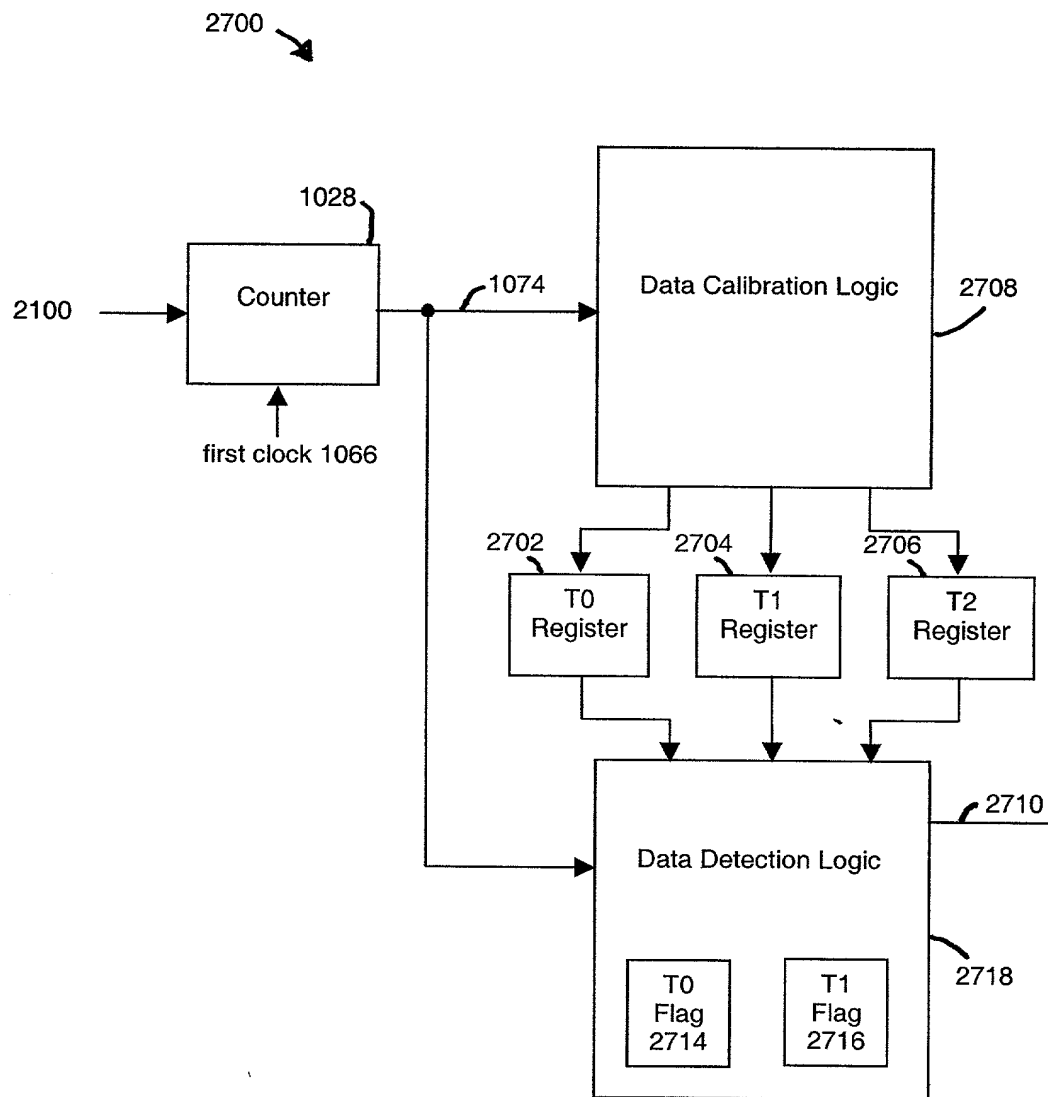 2700
1028
Counter
1074
Data Calibration Logic
2708
2100
first clock 1066
2702
2704
2706
T0
Register
T1
Register
T2
Register
2710
Data Detection Logic
2718
T0
Flag
2714
T1
Flag
2716